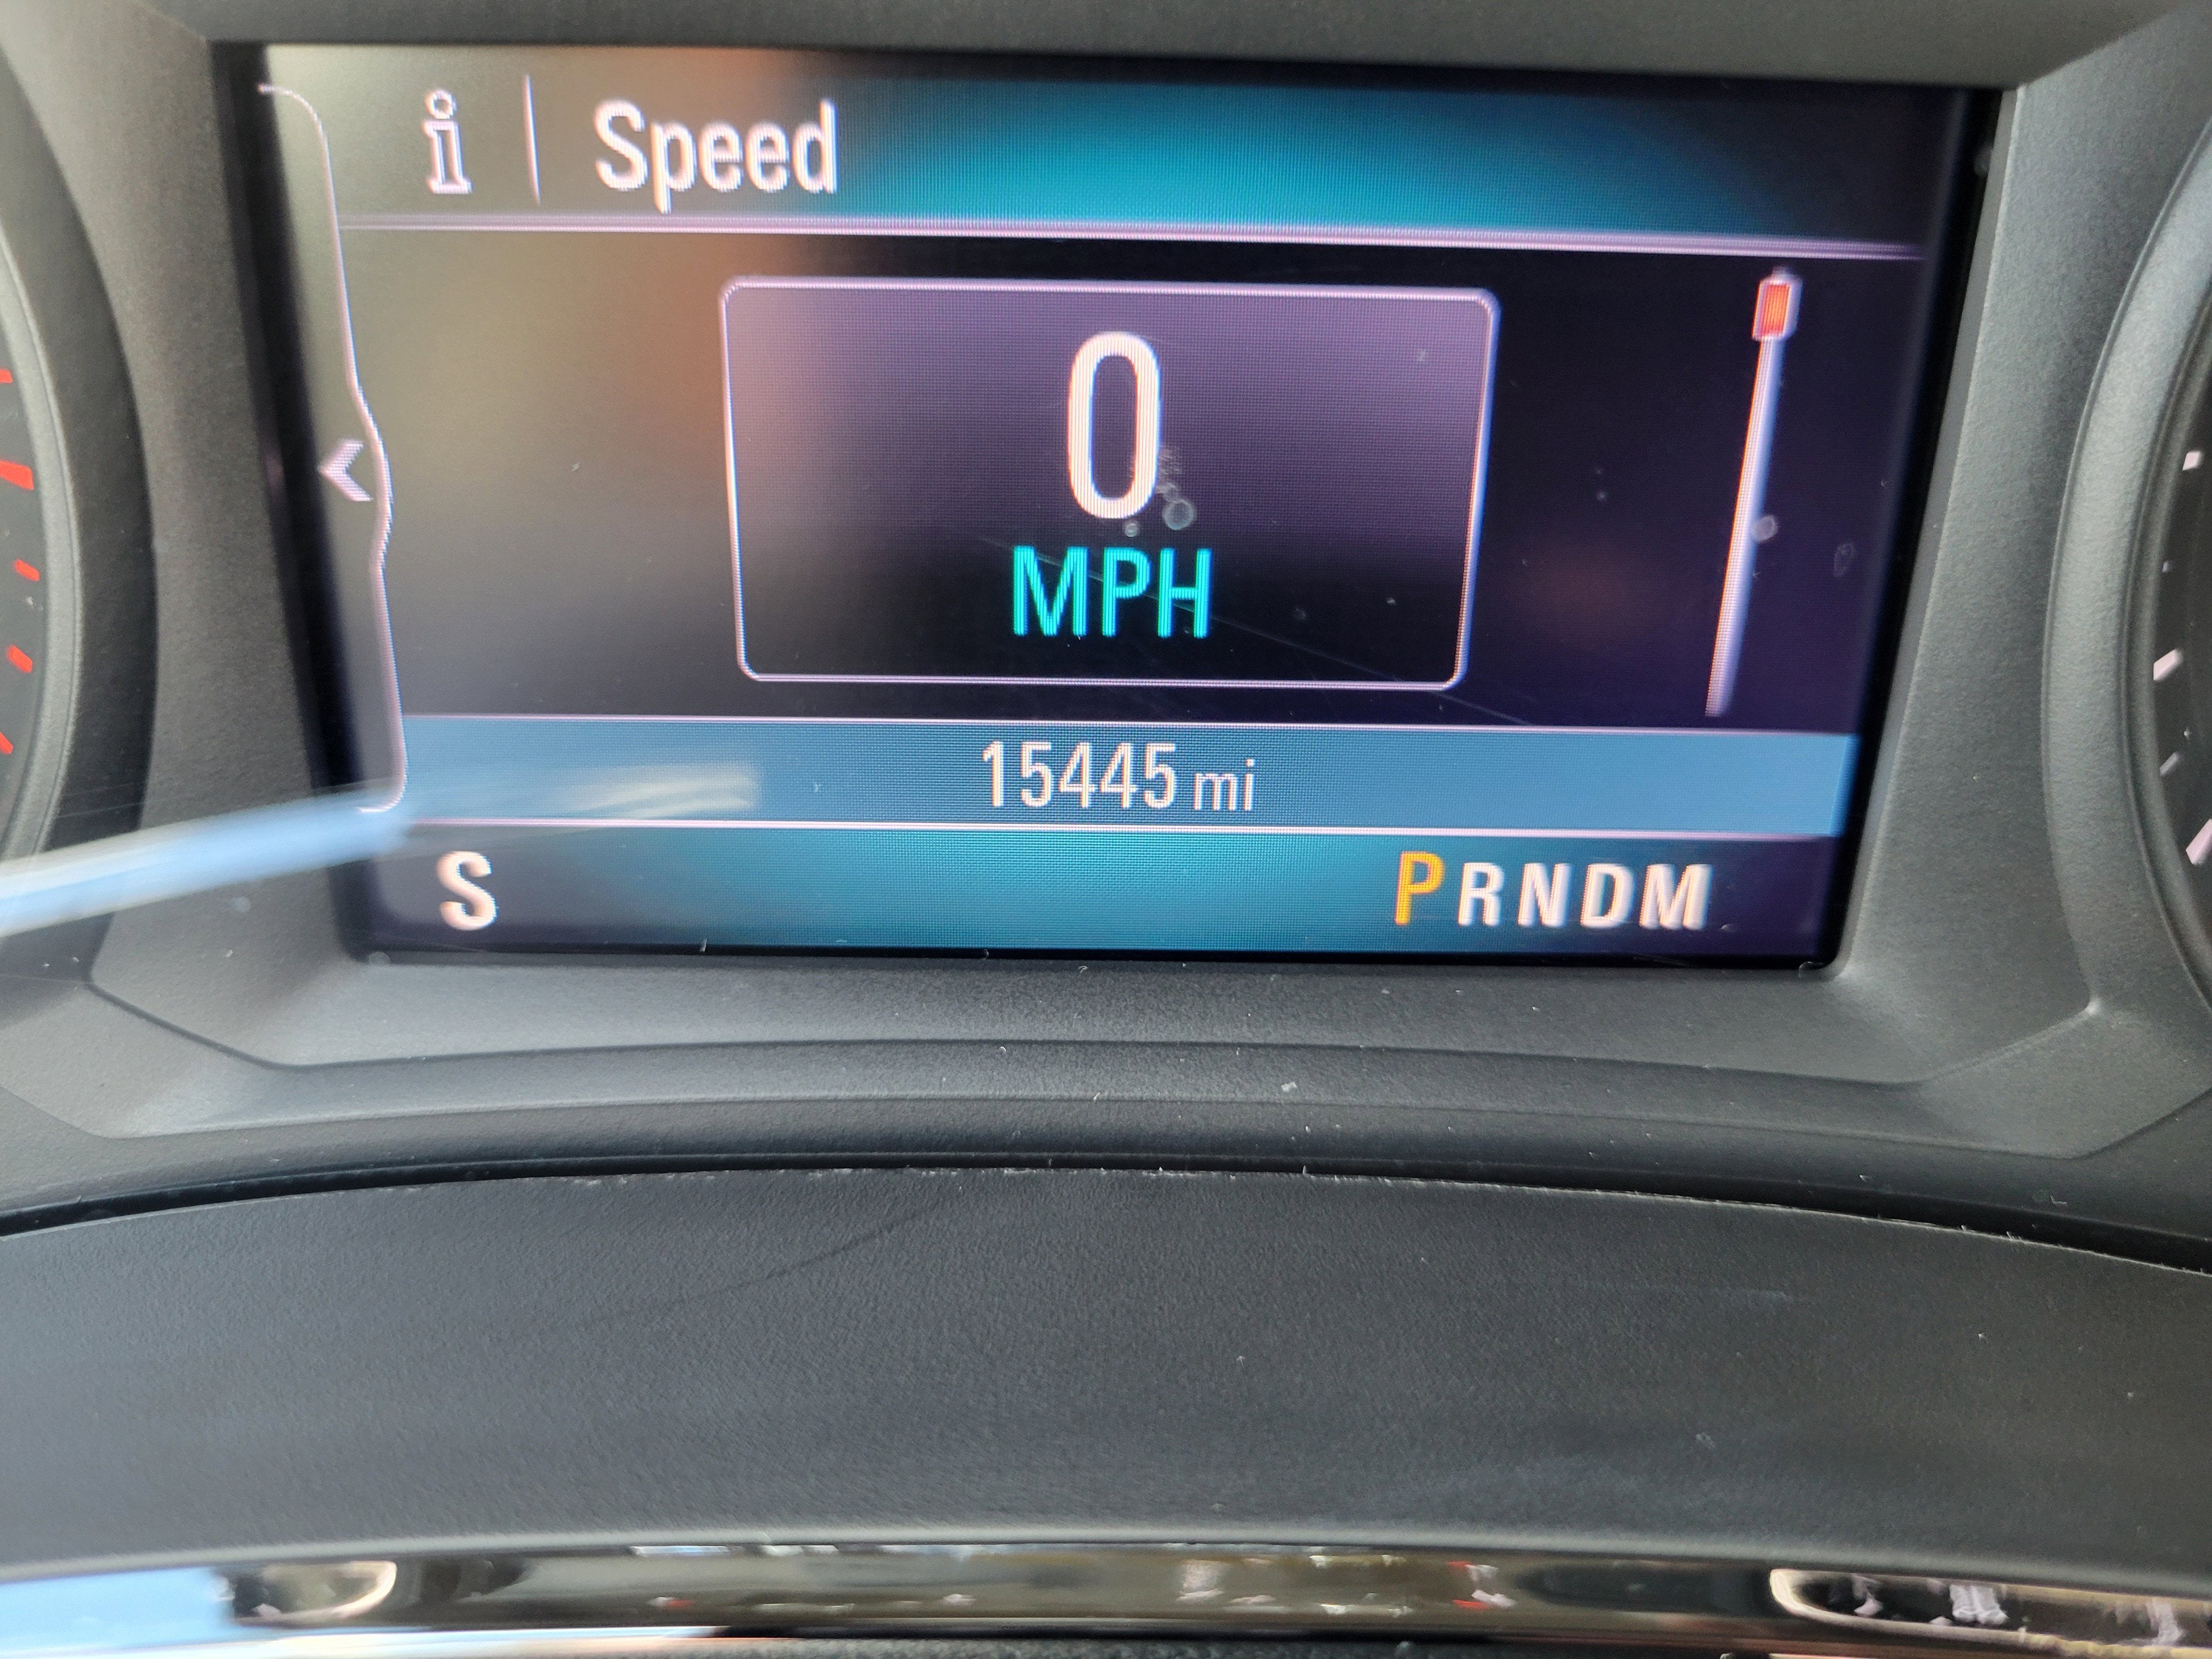 i Speed
0
MPH
15445 mi
S PRNDM